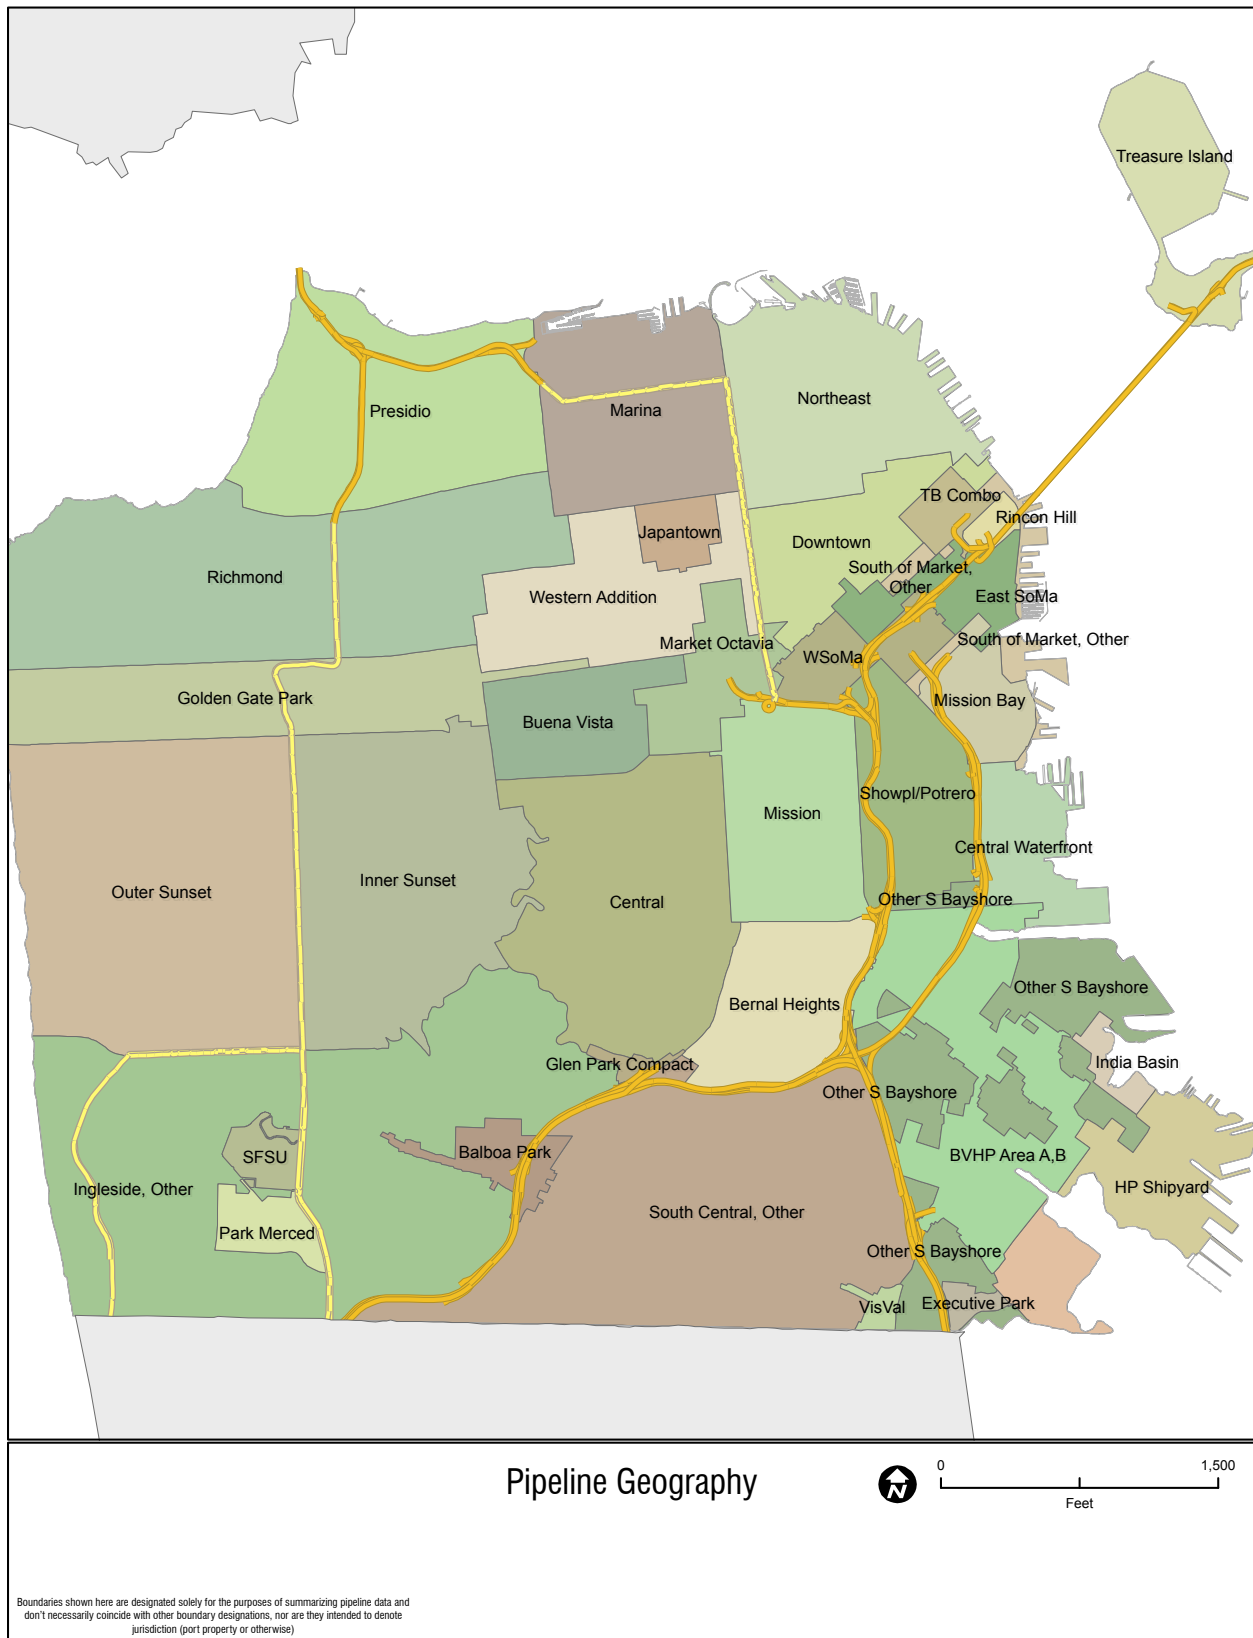 Treasure Island
Northeast
Presidio
Marina
TB Combo
Rincon Hill
Japantown
Downtown
South of Market,
Other
Richmond
Western Addition
East SoMa
Market Octavia
South of Market, Other
WSoMa
Golden Gate Park
Mission Bay
Buena Vista
Showpl/Potrero
Mission
Central Waterfront
Inner Sunset
Outer Sunset
Central
Other S Bayshore
Other S Bayshore
Bernal Heights
Glen Park Compact
India Basin
Other S Bayshore
Balboa Park
SFSU
BVHP Area A,B
Ingleside, Other
HP Shipyard
South Central, Other
Park Merced
Other S Bayshore
VisVal
Executive Park
Pipeline Geography
N
0
1,500
Feet
Boundaries shown here are designated solely for the purposes of summarizing pipeline data and
don't necessarily coincide with other boundary designations, nor are they intended to denote
jurisdiction (port property or otherwise)